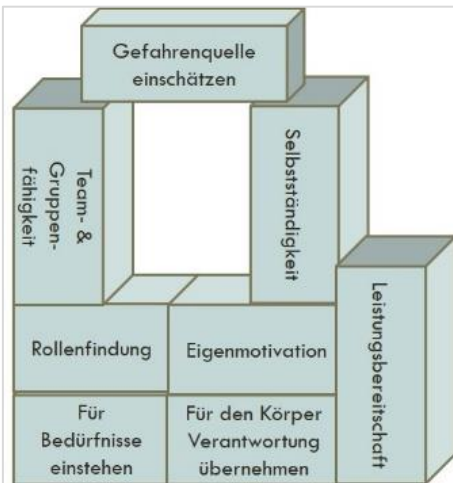 Gefahrenquelle
einschätzen
Team- &
Gruppen-
fähigkeit
Selbstständigkeit
Leistungsbereitschaft
Rollenfindung
Eigenmotivation
Für
Bedürfnisse
einstehen
Für den Körper
Verantwortung
übernehmen